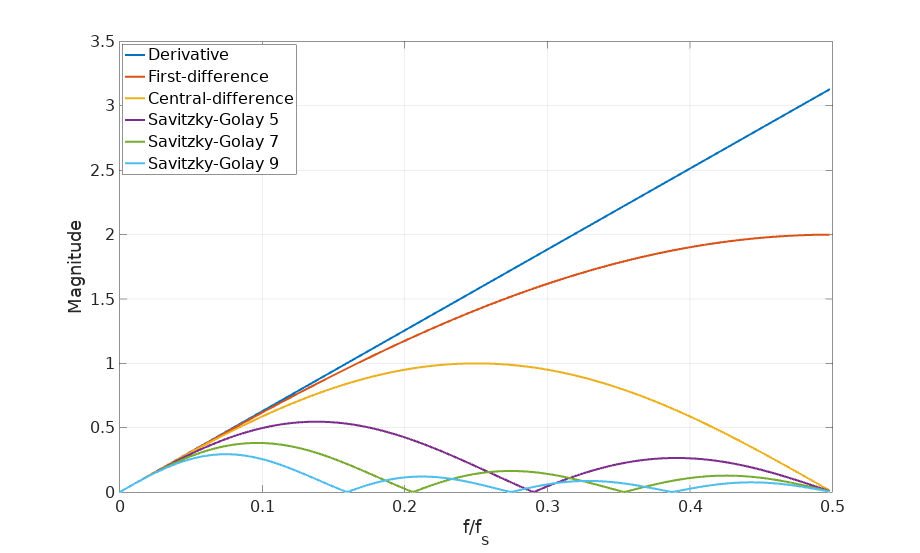 3.5
3
2.5
2
1.5
1
0.5
0
Magnitude
Derivative
First-difference
Central-difference
Savitzky-Golay 5
Savitzky-Golay 7
Savitzky-Golay 9
0 0.1 0.2 0.3 0.4 0.5
f/fS